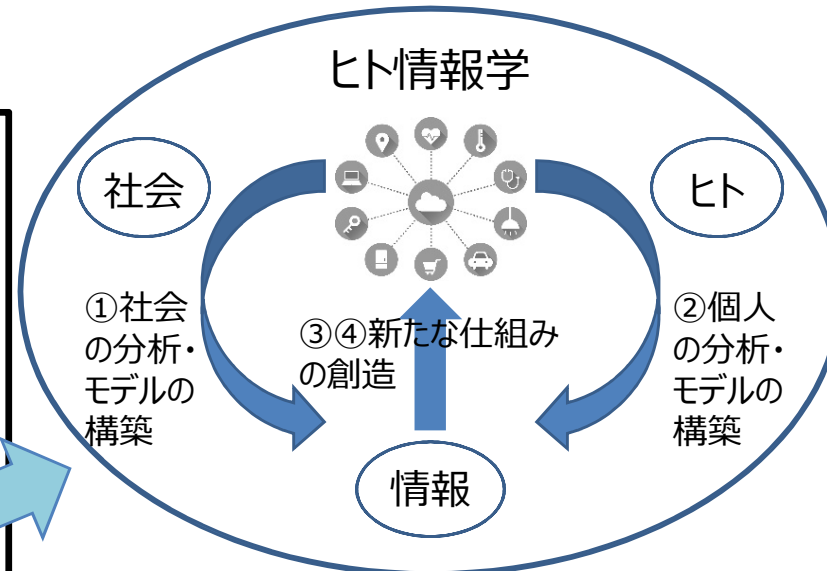 ヒト情報学
社会
ヒト
①社会
の分析・
モデルの
構築
③④新たな仕組み
の創造
②個人
の分析・
モデルの
構築
情報